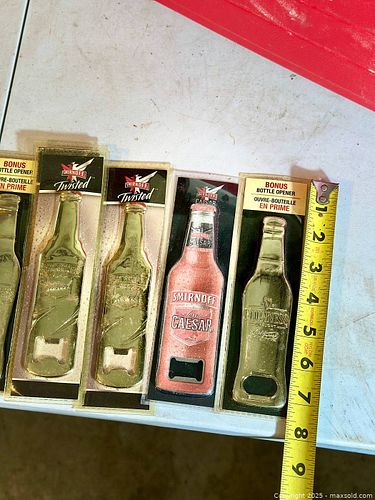 BONUS
BOTTLE OPENER
EN PRIME
SMIRNOFF
Twisted
SMIRNOFF
Twisted
SMIRNOFF
SMIRNOFF
CAESAR
BONUS
BOTTLE OPENER
OUVRE-BOUTEILLE
EN PRIME
1
2
3
4
5
6
7
8
9
Copyright 2025 - maxsold.com